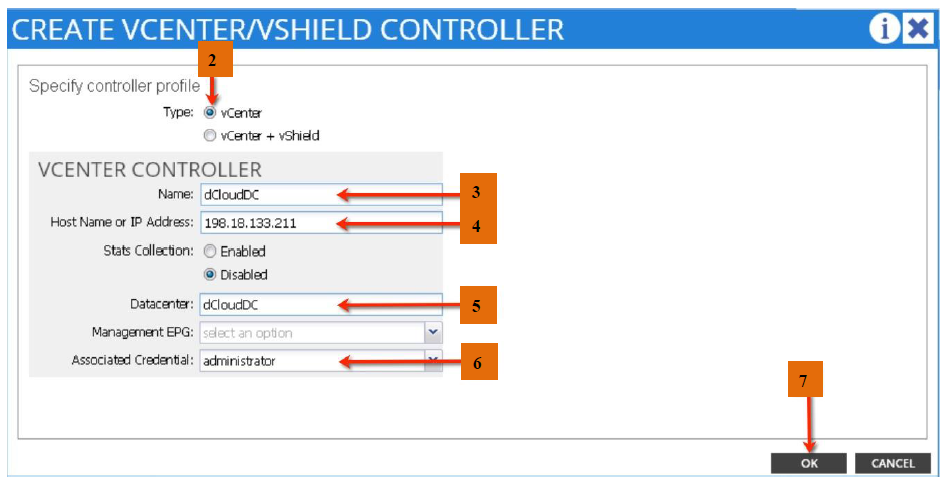 CREATE VCENTER/VSHIELD CONTROLLER
2
Specify controller profile
Type: vCenter
vCenter + vShield
VCENTER CONTROLLER
Name: dCloudDC 3
Host Name or IP Address: 198.18.133.211 4
Stats Collection: Enabled
Disabled
Datacenter: dCloudDC 5
Management EPG: select an option
Associated Credential: administrator 6
7
OK CANCEL